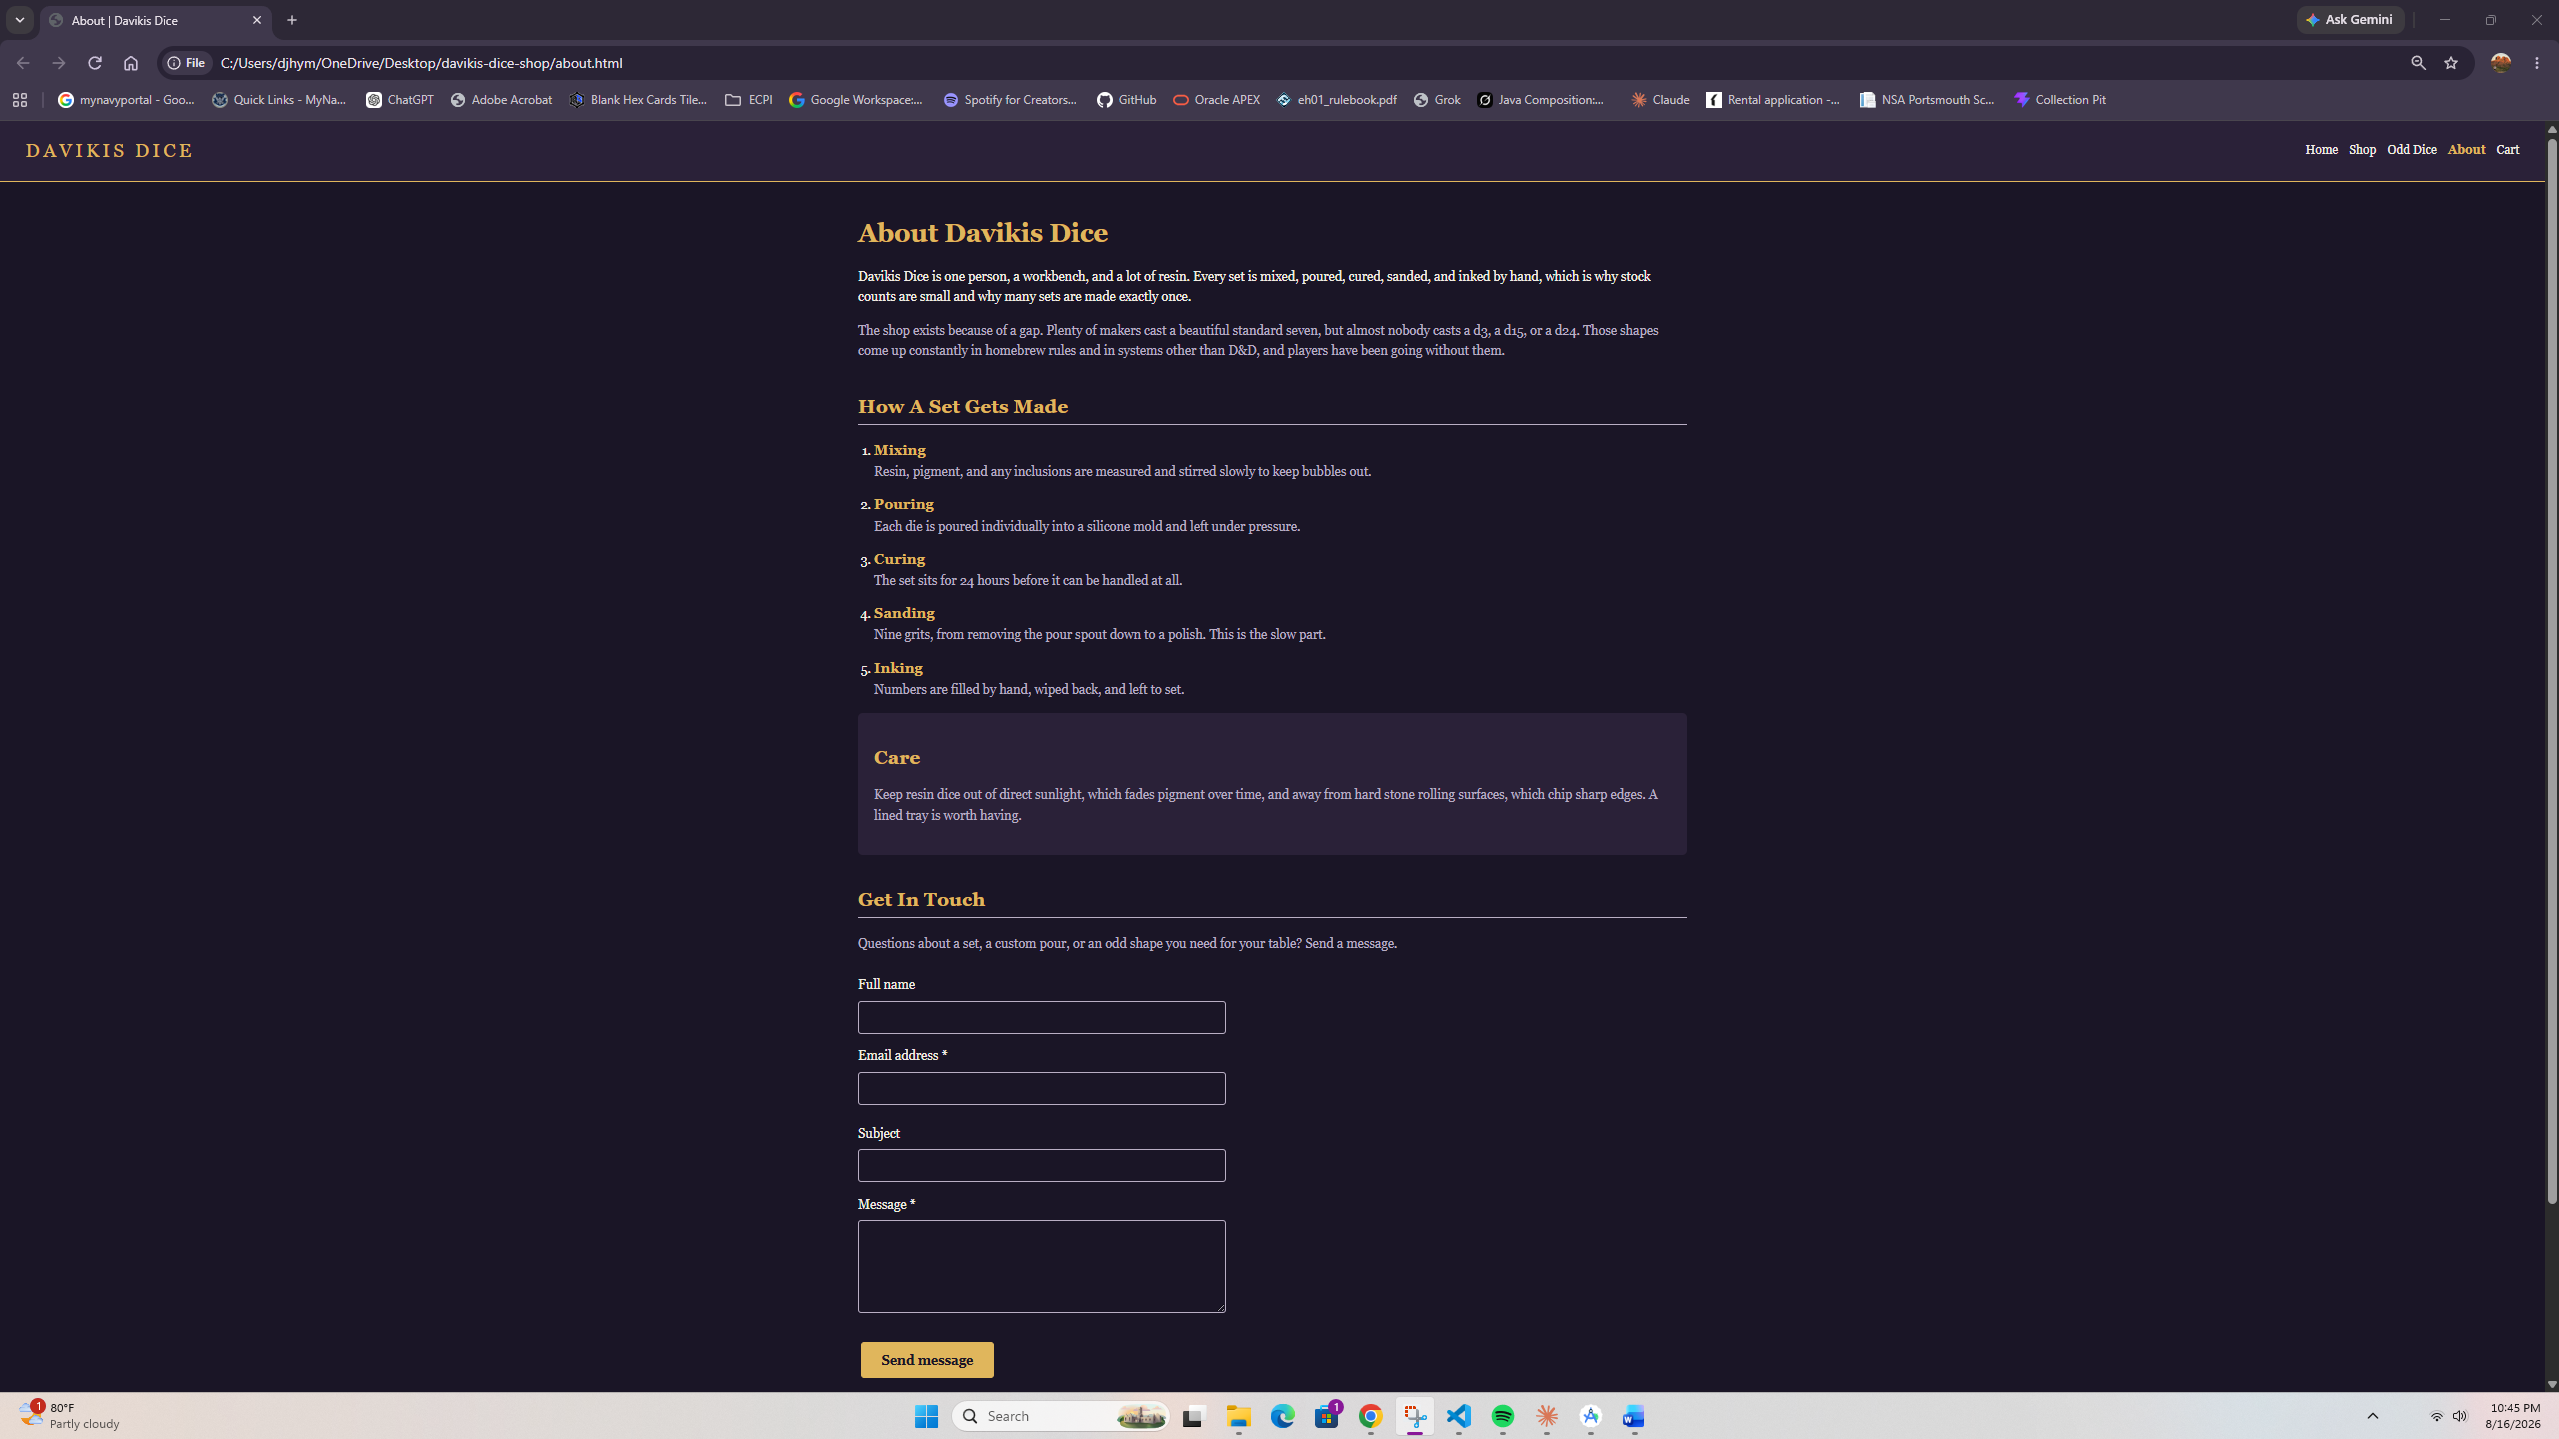 About | Davikis Dice
Ask Gemini
File
C:/Users/djhym/OneDrive/Desktop/davikis-dice-shop/about.html
mynavyportal - Goo...
Quick Links - MyNa...
ChatGPT
Adobe Acrobat
Blank Hex Cards Tile...
ECPI
Google Workspace:...
Spotify for Creators...
GitHub
Oracle APEX
eh01_rulebook.pdf
Grok
Java Composition:...
Claude
Rental application -...
NSA Portsmouth Sc...
Collection Pit
DAVIKIS DICE
Home Shop Odd Dice About Cart
About Davikis Dice
Davikis Dice is one person, a workbench, and a lot of resin. Every set is mixed, poured, cured, sanded, and inked by hand, which is why stock
counts are small and why many sets are made exactly once.
The shop exists because of a gap. Plenty of makers cast a beautiful standard seven, but almost nobody casts a d3, a d15, or a d24. Those shapes
come up constantly in homebrew rules and in systems other than D&D, and players have been going without them.
How A Set Gets Made
1. Mixing
Resin, pigment, and any inclusions are measured and stirred slowly to keep bubbles out.
2. Pouring
Each die is poured individually into a silicone mold and left under pressure.
3. Curing
The set sits for 24 hours before it can be handled at all.
4. Sanding
Nine grits, from removing the pour spout down to a polish. This is the slow part.
5. Inking
Numbers are filled by hand, wiped back, and left to set.
Care
Keep resin dice out of direct sunlight, which fades pigment over time, and away from hard stone rolling surfaces, which chip sharp edges. A
lined tray is worth having.
Get In Touch
Questions about a set, a custom pour, or an odd shape you need for your table? Send a message.
Full name
Email address *
Subject
Message *
Send message
1
80°F
Partly cloudy
Search
1
10:45 PM
8/16/2026